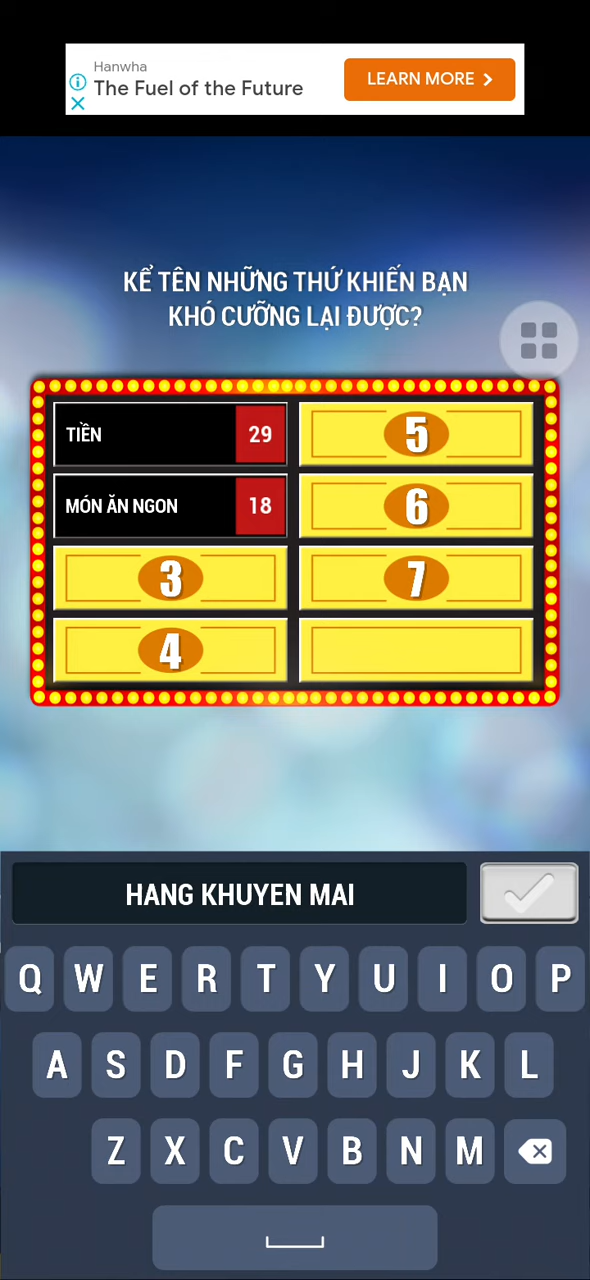 Hanwha
The Fuel of the Future
LEARN MORE
KỂ TÊN NHỮNG THỨ KHIẾN BẠN
KHÓ CƯỠNG LẠI ĐƯỢC?
TIỀN 29
MÓN ĂN NGON 18
3
4
5
6
7
HANG KHUYEN MAI
Q W E R T Y U I O P
A S D F G H J K L
Z X C V B N M